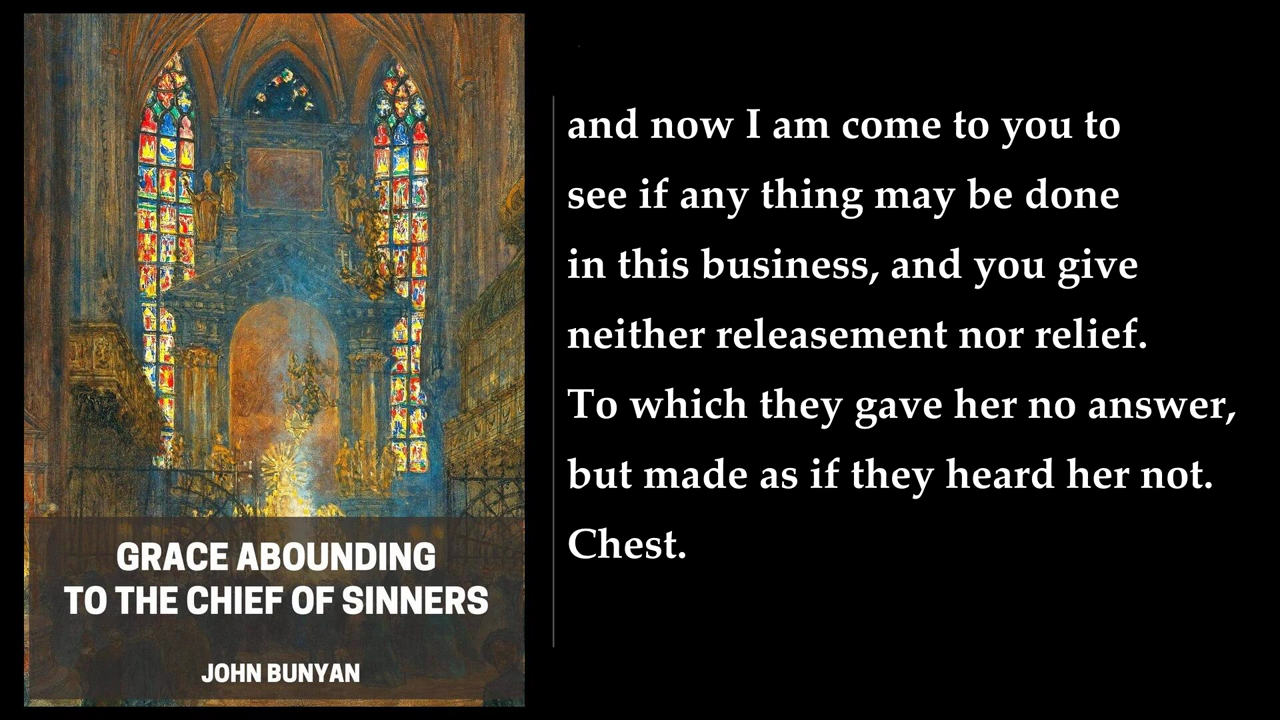 GRACE ABOUNDING
TO THE CHIEF OF SINNERS
JOHN BUNYAN
and now I am come to you to
see if any thing may be done
in this business, and you give
neither releasement nor relief.
To which they gave her no answer,
but made as if they heard her not.
Chest.